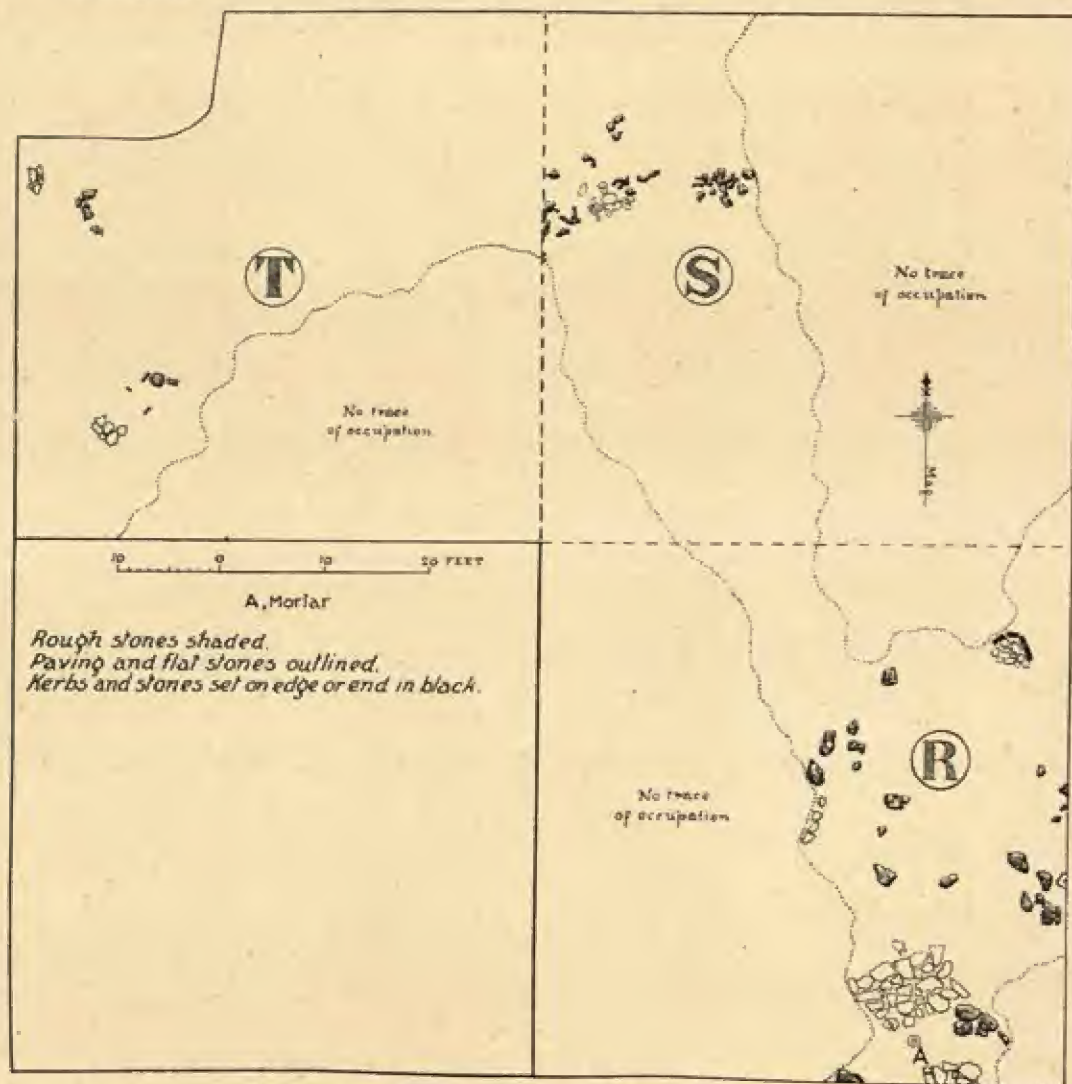 T
S
No trace
of occupation
N
Mag.
No trace
of occupation
10 0 10 20 FEET
A, Mortar
Rough stones shaded.
Paving and flat stones outlined.
Kerbs and stones set on edge or end in black.
R
No trace
of occupation
A
H